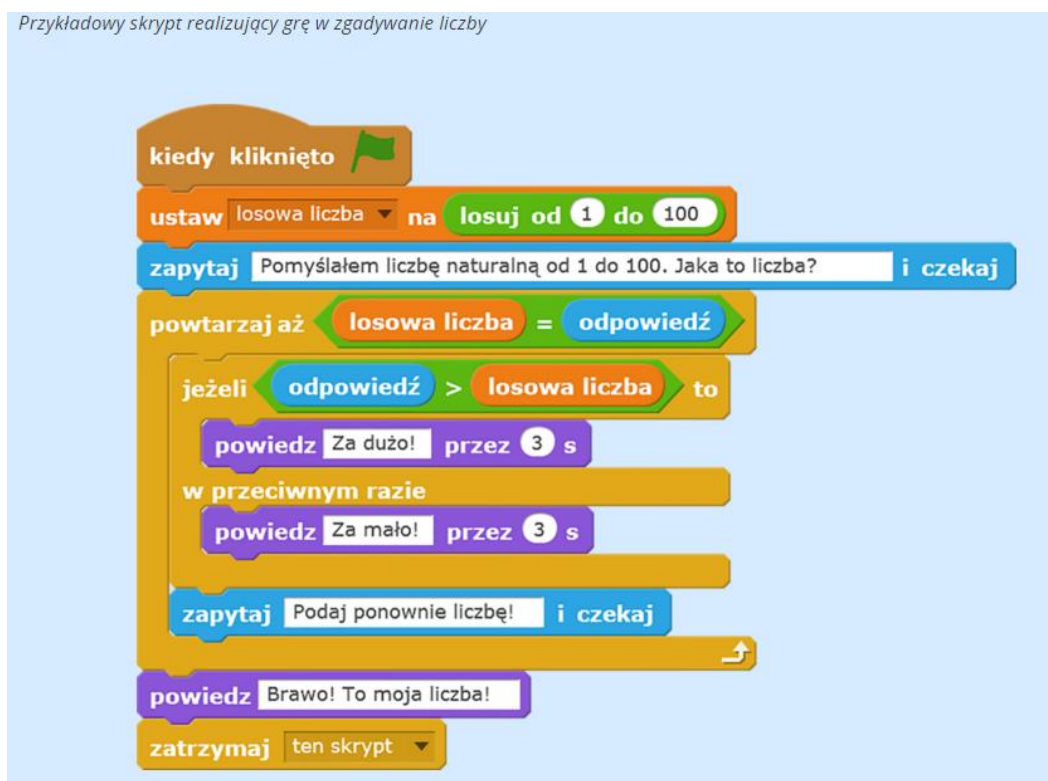 Przykładowy skrypt realizujący grę w zgadywanie liczby
kiedy kliknięto
ustaw losowa liczba na losuj od 1 do 100
zapytaj Pomyślałem liczbę naturalną od 1 do 100. Jaka to liczba? i czekaj
powtarzaj aż losowa liczba = odpowiedź
jeżeli odpowiedź > losowa liczba to
powiedz Za dużo! przez 3 s
w przeciwnym razie
powiedz Za mało! przez 3 s
zapytaj Podaj ponownie liczbę! i czekaj
powiedz Brawo! To moja liczba!
zatrzymaj ten skrypt